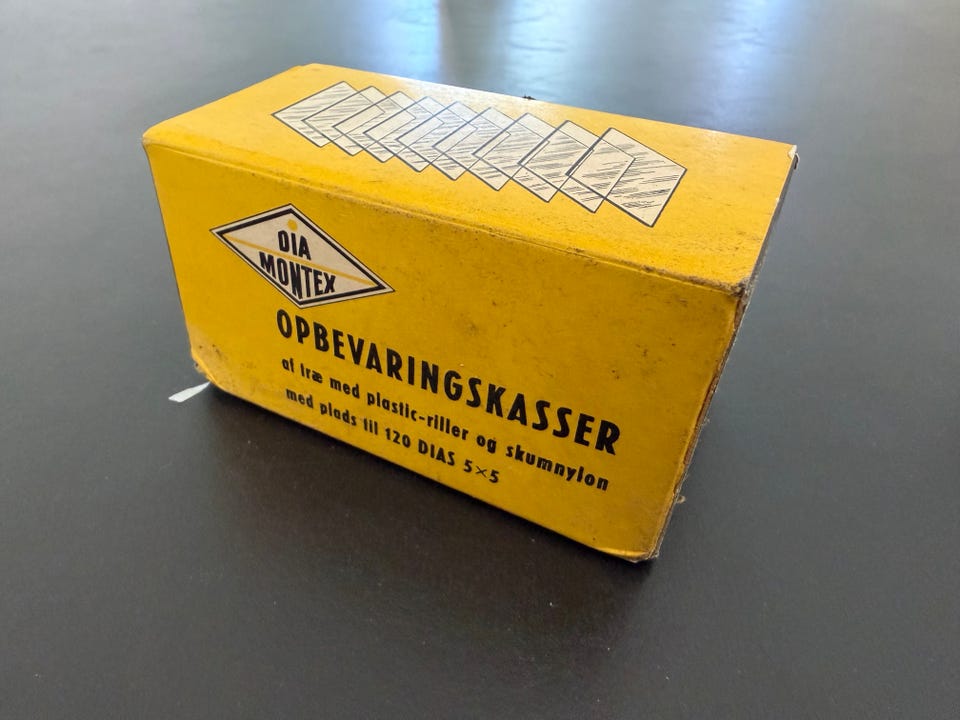 DIA
MONTEX
OPBEVARINGSKASSER
af træ med plastic-riller og skumnylon
med plads til 120 DIAS 5×5